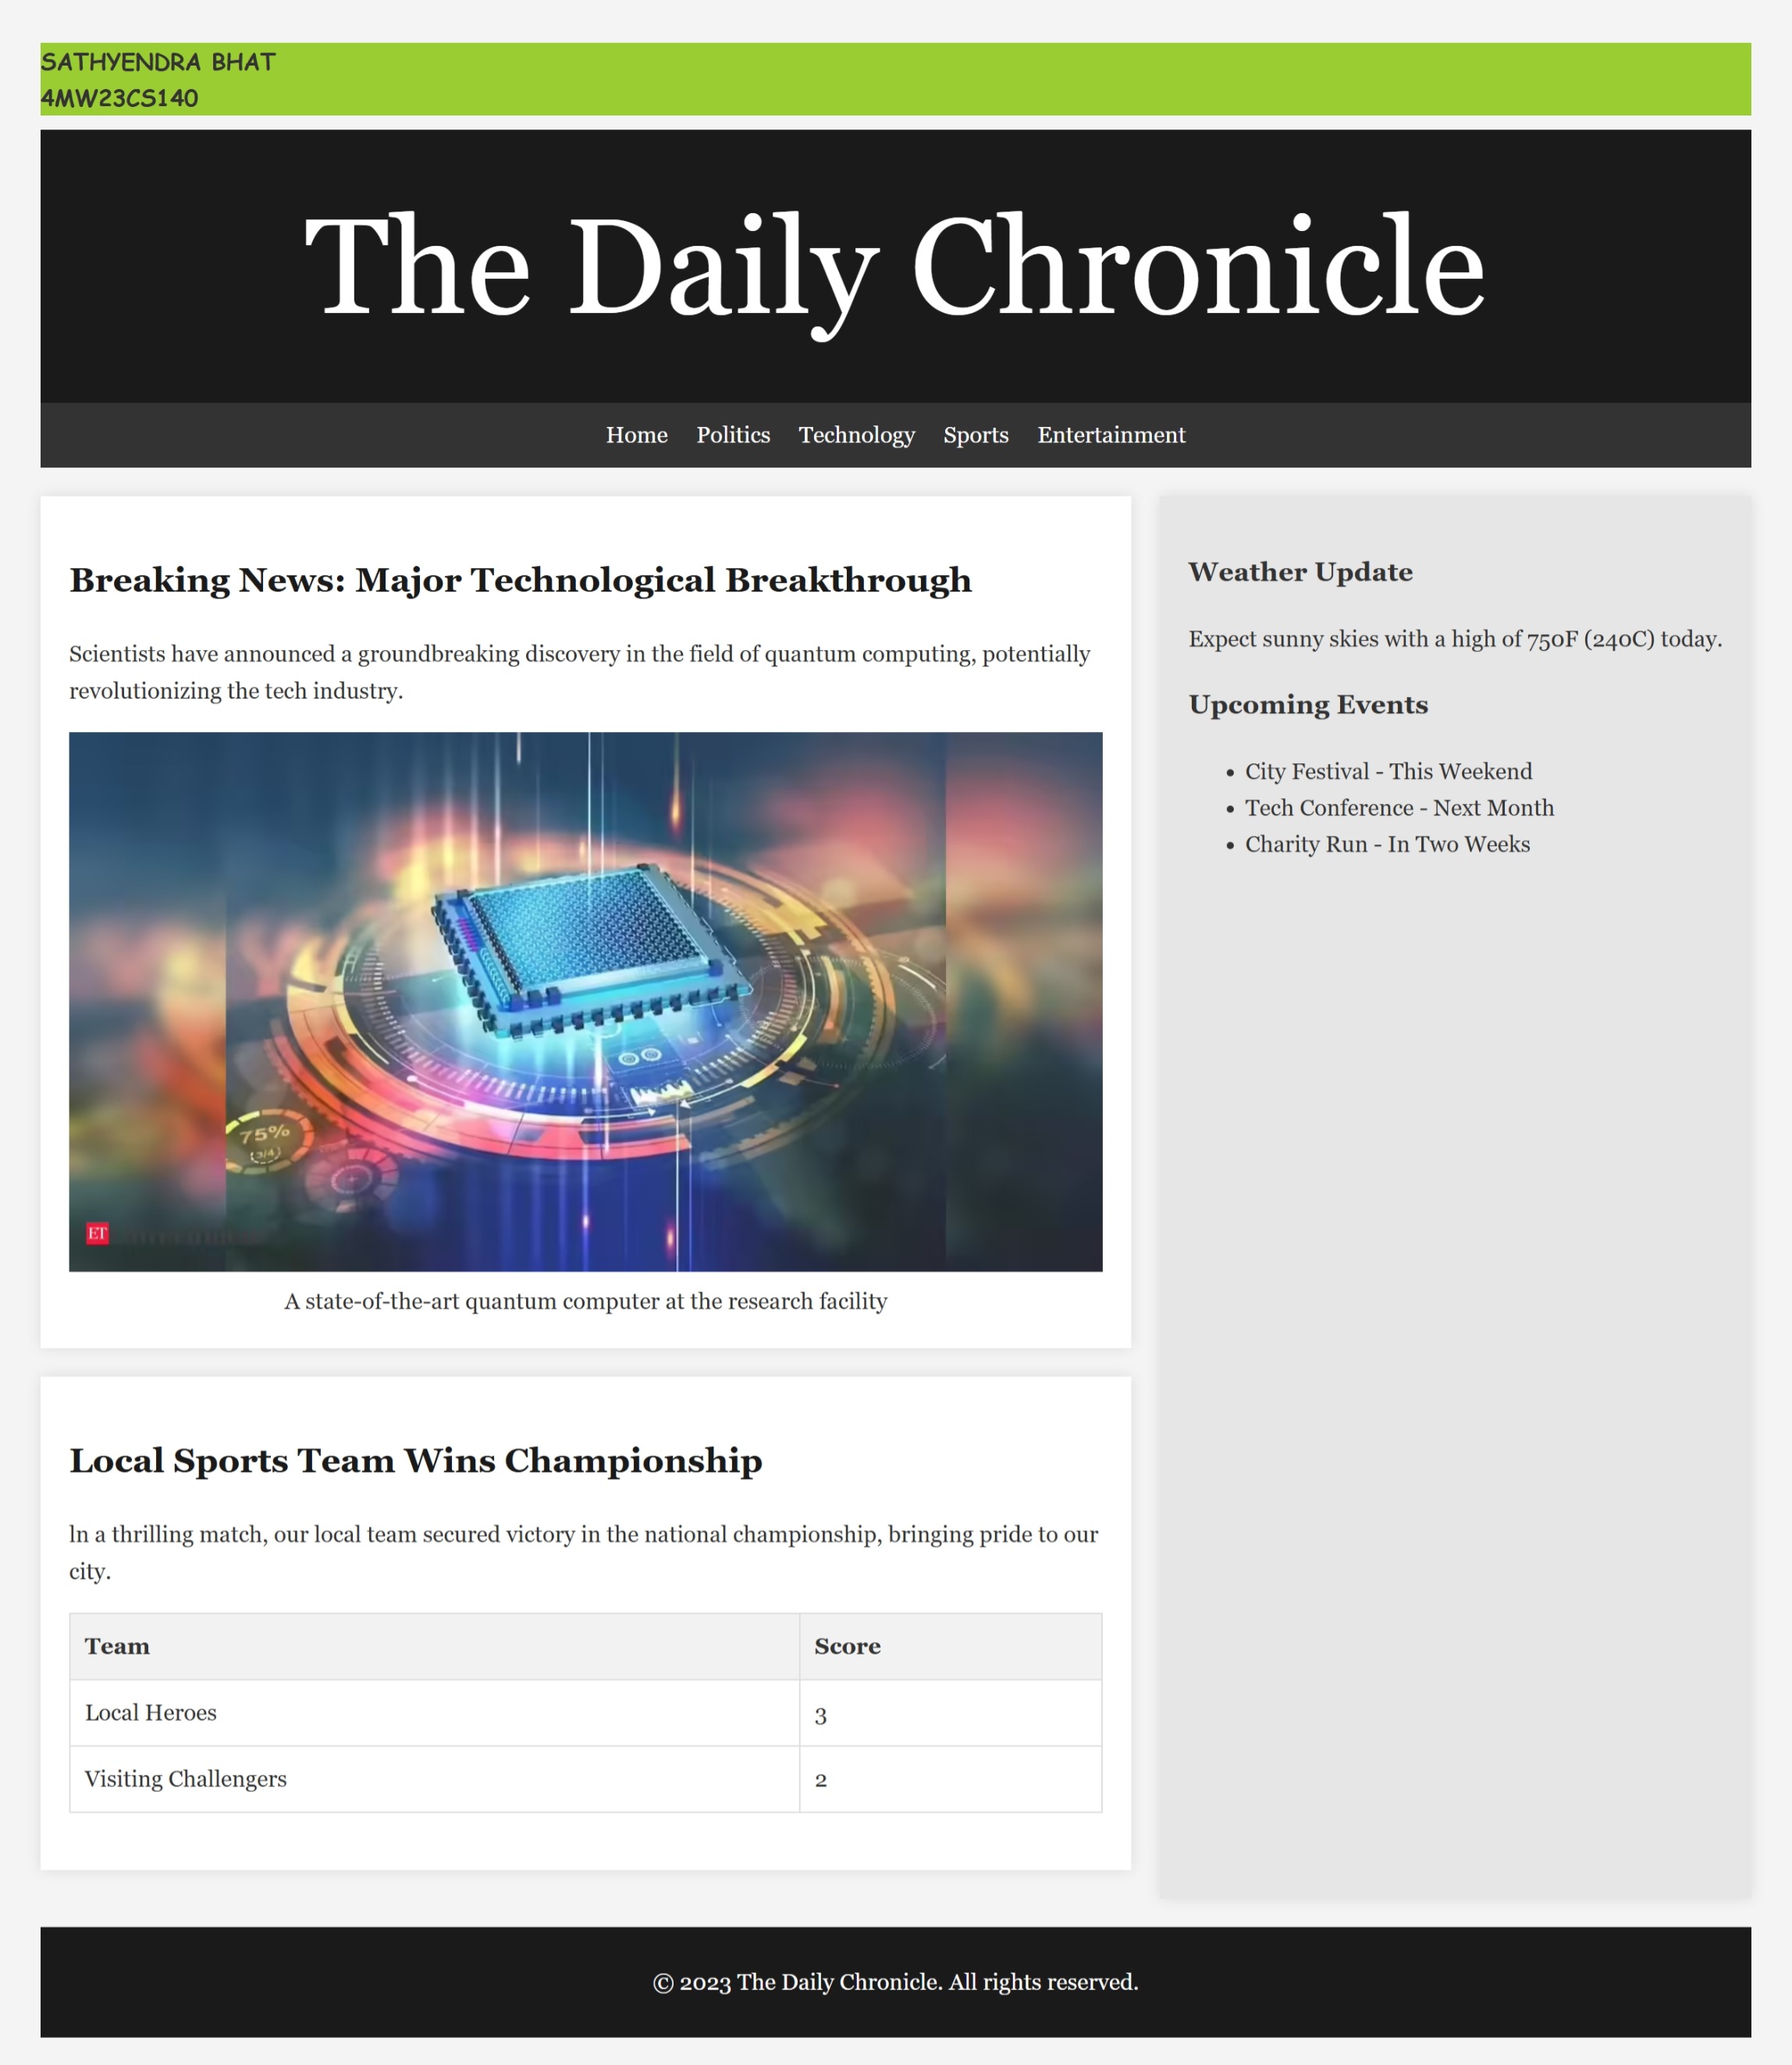 SATHYENDRA BHAT
4MW23CS140
The Daily Chronicle
Home Politics Technology Sports Entertainment
Breaking News: Major Technological Breakthrough
Scientists have announced a groundbreaking discovery in the field of quantum computing, potentially
revolutionizing the tech industry.
75%
(3/4)
ET
A state-of-the-art quantum computer at the research facility
Local Sports Team Wins Championship
ln a thrilling match, our local team secured victory in the national championship, bringing pride to our
city.
Team Score
Local Heroes 3
Visiting Challengers 2
Weather Update
Expect sunny skies with a high of 750F (240C) today.
Upcoming Events
• City Festival - This Weekend
• Tech Conference - Next Month
• Charity Run - In Two Weeks
© 2023 The Daily Chronicle. All rights reserved.